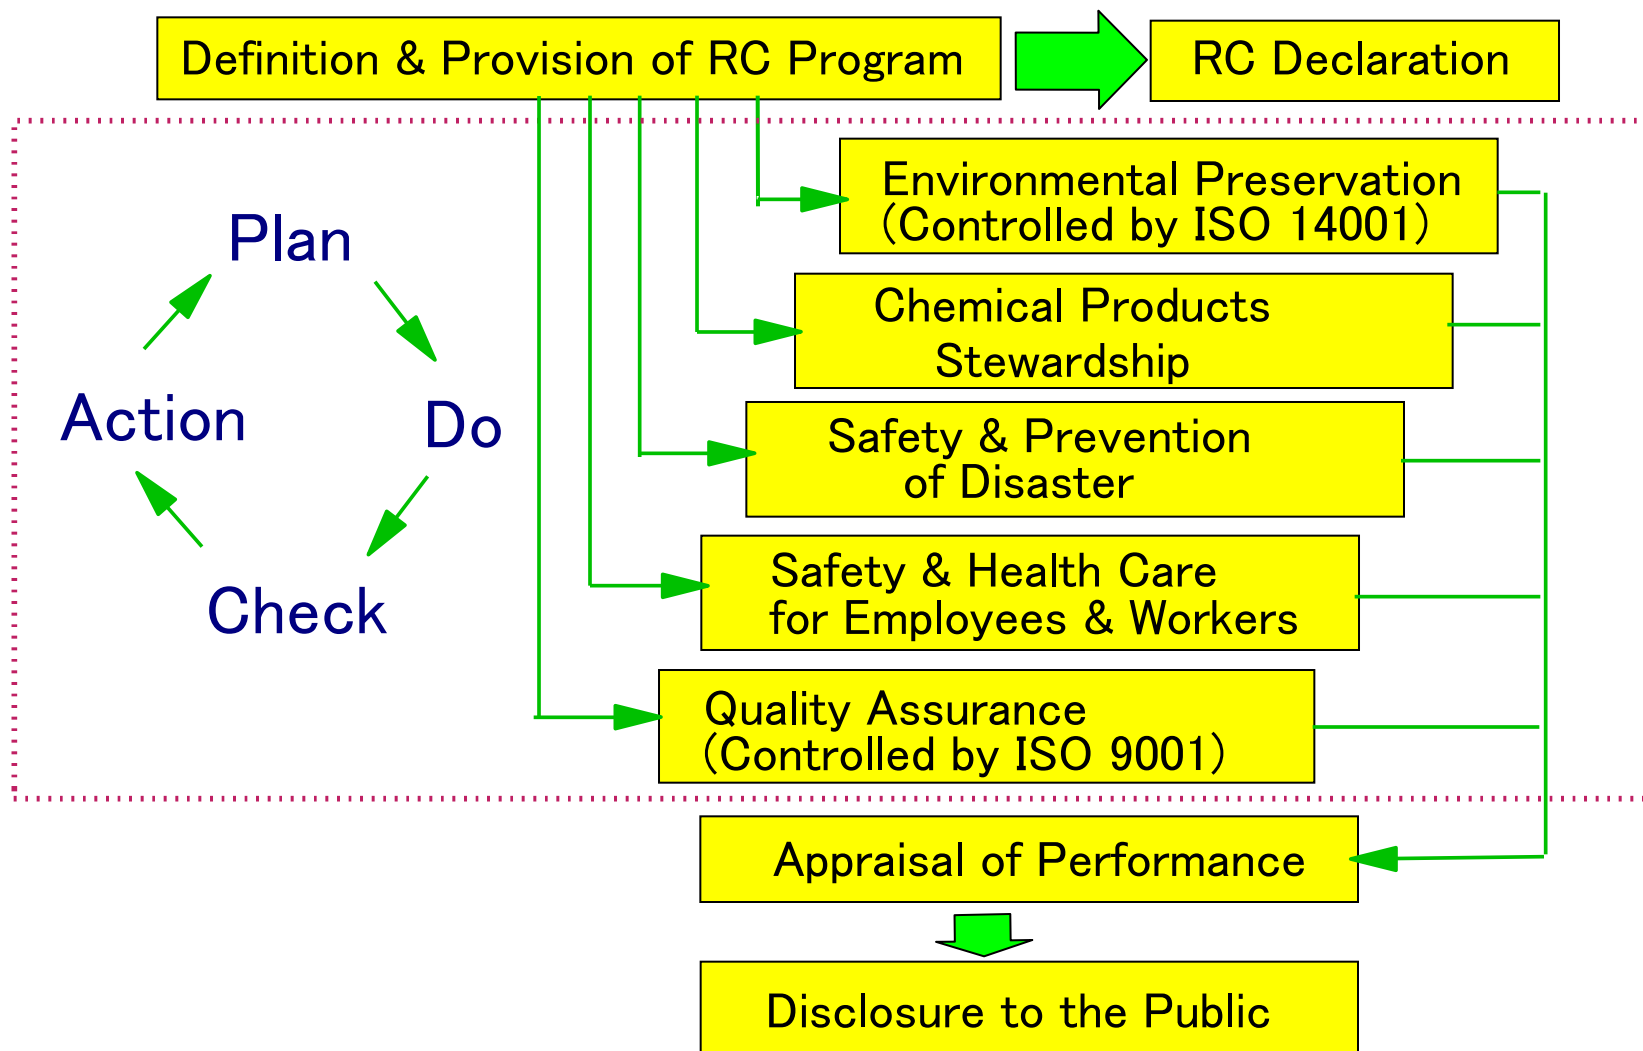 Definition & Provision of RC Program
RC Declaration
Plan
Do
Check
Action
Environmental Preservation
(Controlled by ISO 14001)
Chemical Products
Stewardship
Safety & Prevention
of Disaster
Safety & Health Care
for Employees & Workers
Quality Assurance
(Controlled by ISO 9001)
Appraisal of Performance
Disclosure to the Public